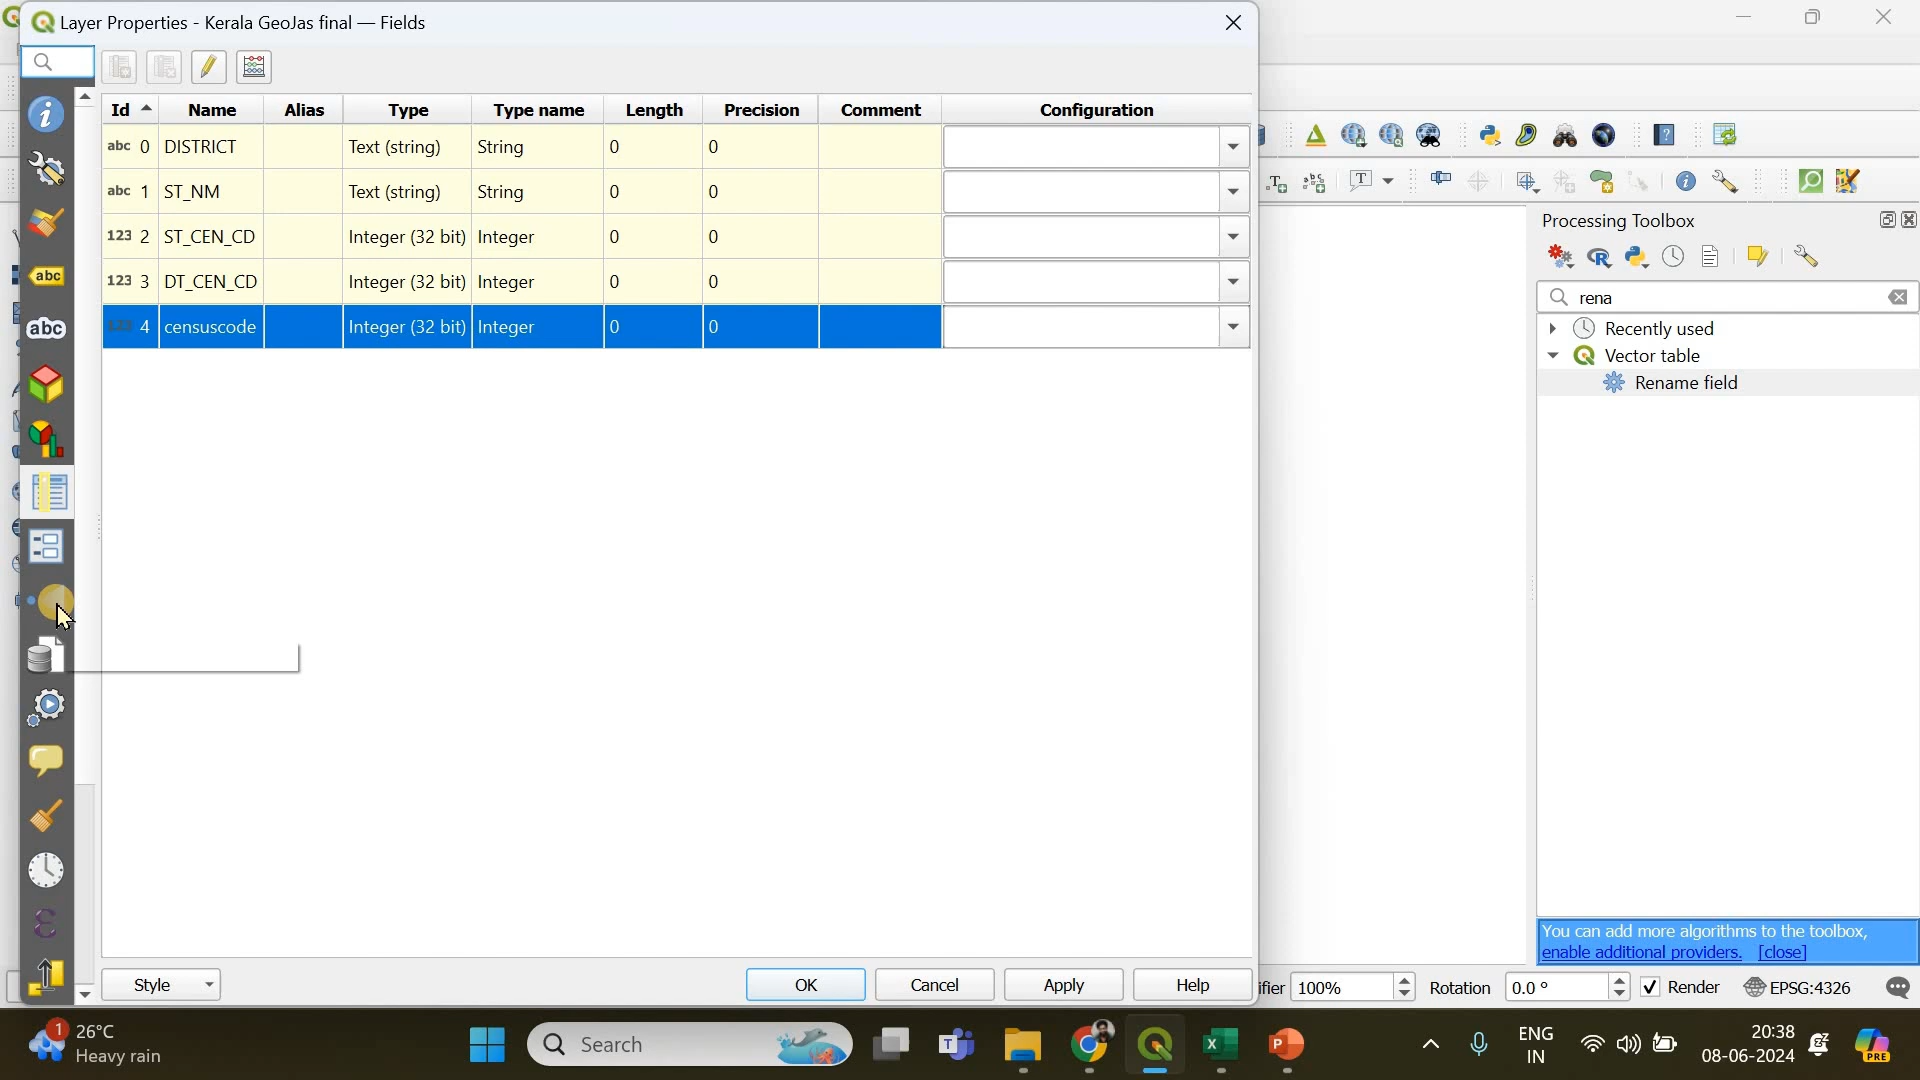 Layer Properties - Kerala GeoJas final — Fields
Id Name Alias Type Type name Length Precision Comment Configuration
abc 0 DISTRICT Text (string) String 0 0
abc 1 ST_NM Text (string) String 0 0
123 2 ST_CEN_CD Integer (32 bit) Integer 0 0
123 3 DT_CEN_CD Integer (32 bit) Integer 0 0
123 4 censuscode Integer (32 bit) Integer 0 0
abc
abc
Style
OK Cancel Apply Help
Processing Toolbox
rena
Recently used
Vector table
Rename field
You can add more algorithms to the toolbox,
enable additional providers. [close]
ifier 100% Rotation 0.0 ° Render EPSG:4326
1 26°C
Heavy rain
Search
ENG
IN
20:38
08-06-2024
PRE